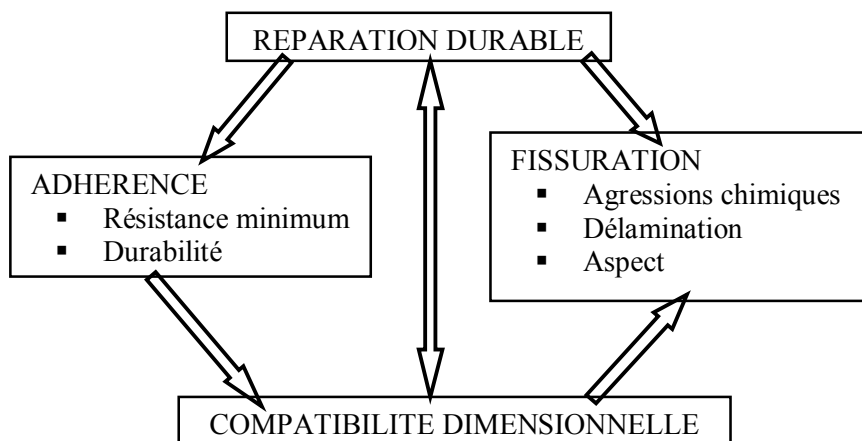 REPARATION DURABLE
ADHERENCE
▪ Résistance minimum
▪ Durabilité
FISSURATION
▪ Agressions chimiques
▪ Délamination
▪ Aspect
COMPATIBILITE DIMENSIONNELLE